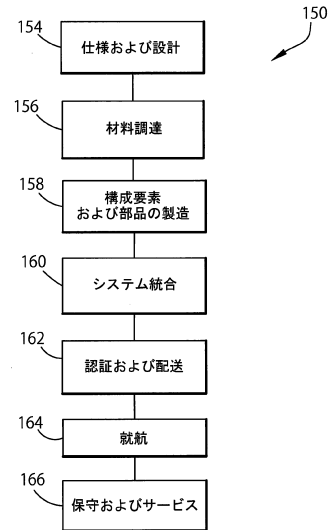 150
154
仕様および設計
156
材料調達
158
構成要素
および部品の製造
160
システム統合
162
認証および配送
164
就航
166
保守およびサービス